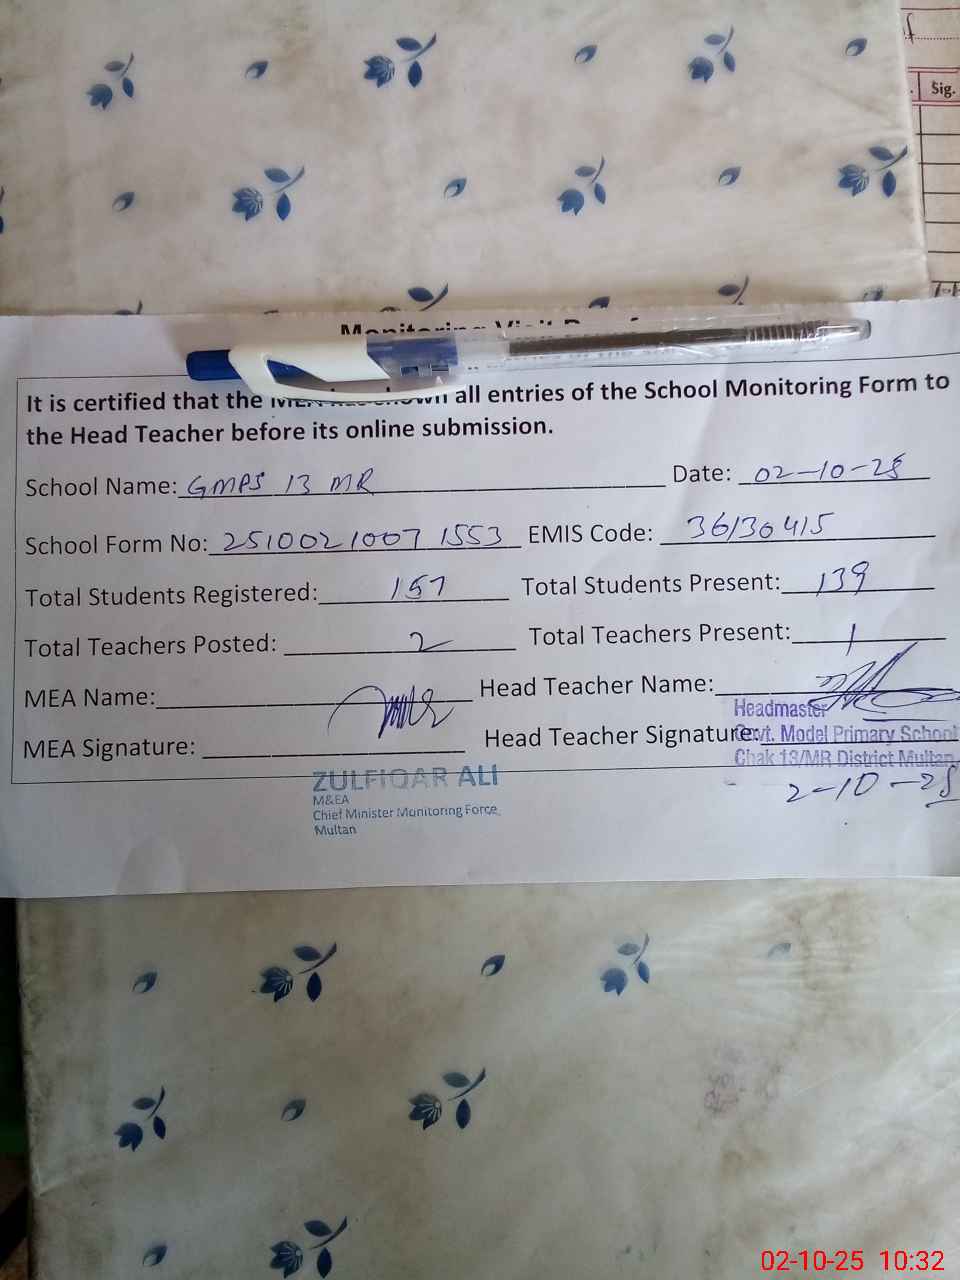 Sig.
It is certified that the MEA has shown all entries of the School Monitoring Form to
the Head Teacher before its online submission.
School Name: GMPS 13 MR Date: 02-10-25
School Form No: 2510021007 1553 EMIS Code: 36130415
Total Students Registered: 157 Total Students Present: 139
Total Teachers Posted: 2 Total Teachers Present: 1
MEA Name: Head Teacher Name:
MEA Signature: Head Teacher Signature:
Headmaster
Govt. Model Primary School
Chak 13/MR District Multan
2-10-25
ZULFIQAR ALI
M&EA
Chief Minister Monitoring Force
Multan
02-10-25 10:32